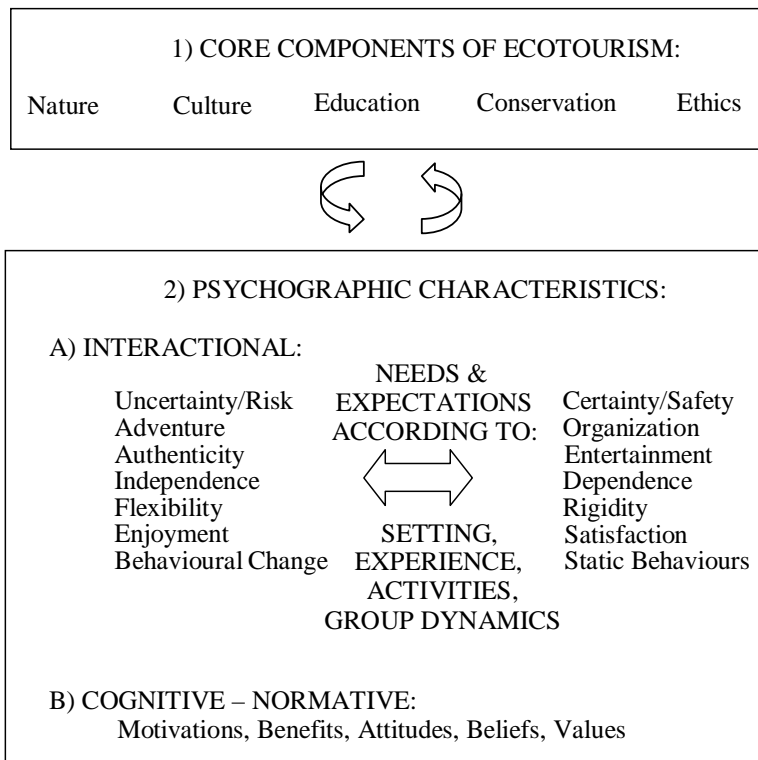 1) CORE COMPONENTS OF ECOTOURISM:
Nature Culture Education Conservation Ethics
2) PSYCHOGRAPHIC CHARACTERISTICS:
A) INTERACTIONAL:
Uncertainty/Risk
Adventure
Authenticity
Independence
Flexibility
Enjoyment
Behavioural Change
NEEDS &
EXPECTATIONS
ACCORDING TO:
SETTING,
EXPERIENCE,
ACTIVITIES,
GROUP DYNAMICS
Certainty/Safety
Organization
Entertainment
Dependence
Rigidity
Satisfaction
Static Behaviours
B) COGNITIVE – NORMATIVE:
Motivations, Benefits, Attitudes, Beliefs, Values